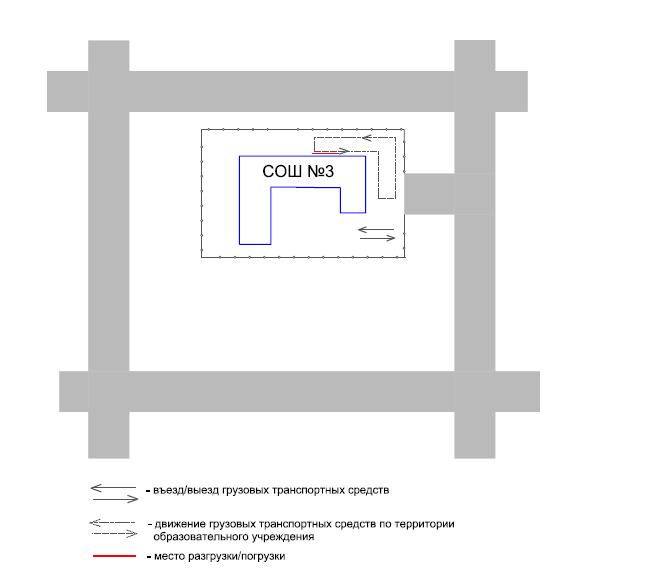 СОШ №3
- въезд/выезд грузовых транспортных средств
- движение грузовых транспортных средств по территории
образовательного учреждения
- место разгрузки/погрузки